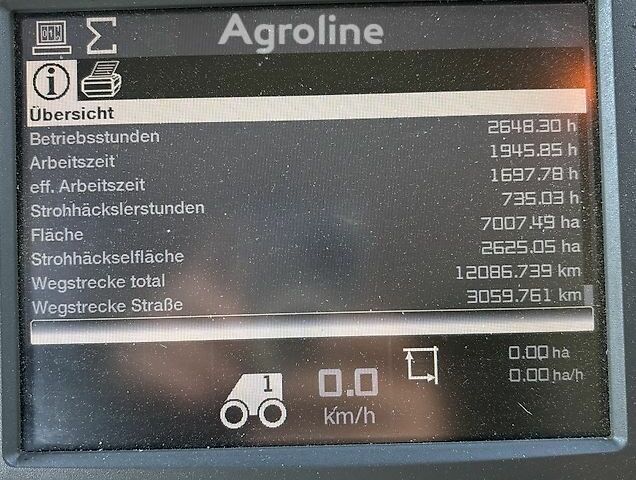 Agroline
Übersicht
Betriebsstunden 2648.30 h
Arbeitszeit 1945.85 h
eff. Arbeitszeit 1697.78 h
Strohhäckslerstunden 735.03 h
Fläche 7007.49 ha
Strohhäckselfläche 2625.05 ha
Wegstrecke total 12086.739 km
Wegstrecke Straße 3059.761 km
1
0.0 km/h
0.00 ha
0.00 ha/h